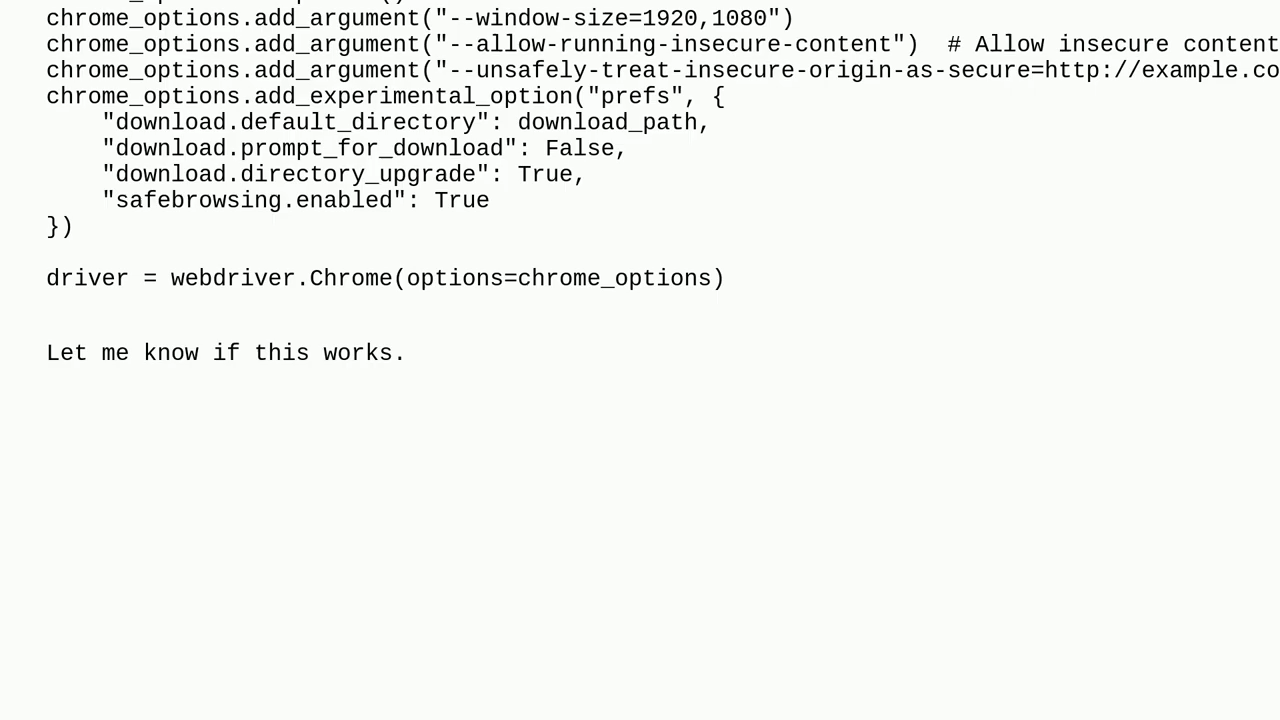 chrome_options.add_argument("--window-size=1920,1080")
chrome_options.add_argument("--allow-running-insecure-content")  # Allow insecure content
chrome_options.add_argument("--unsafely-treat-insecure-origin-as-secure=http://example.co
chrome_options.add_experimental_option("prefs", {
    "download.default_directory": download_path,
    "download.prompt_for_download": False,
    "download.directory_upgrade": True,
    "safebrowsing.enabled": True
})
driver = webdriver.Chrome(options=chrome_options)
Let me know if this works.